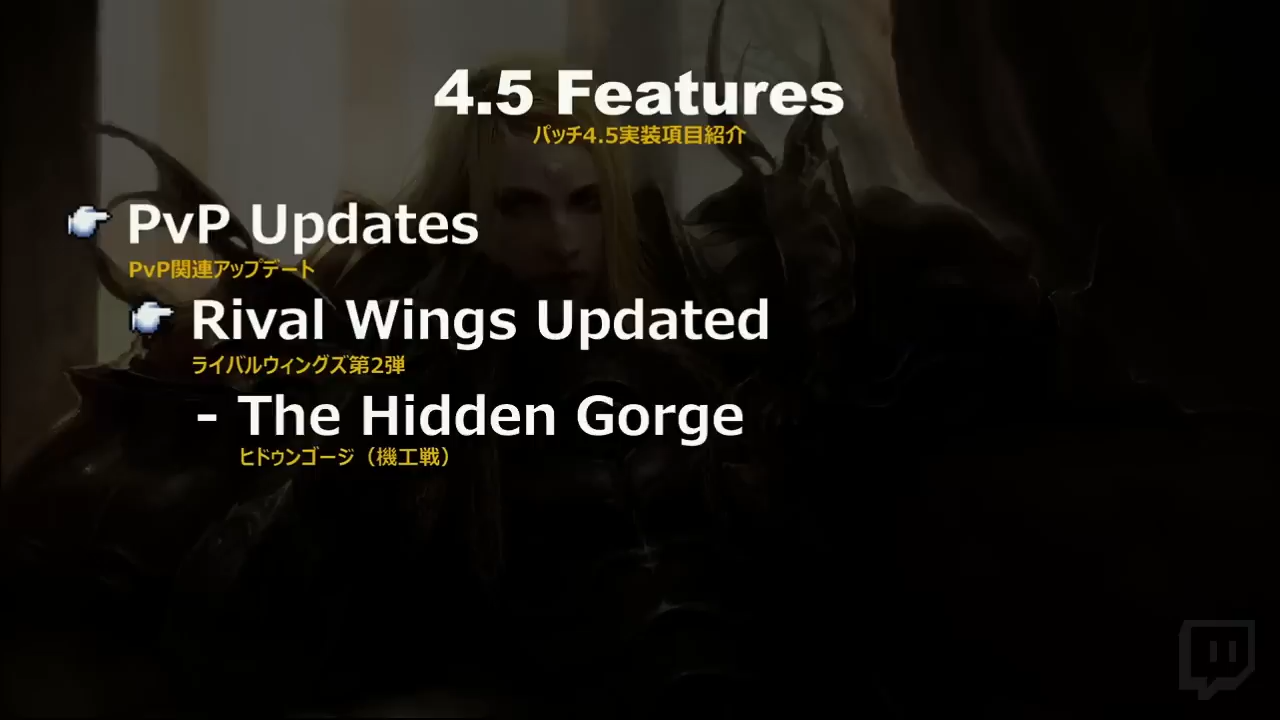 4.5 Features
パッチ4.5実装項目紹介
PvP Updates
PvP関連アップデート
Rival Wings Updated
ライバルウィングズ第2弾
- The Hidden Gorge
ヒドゥンゴージ（機工戦）